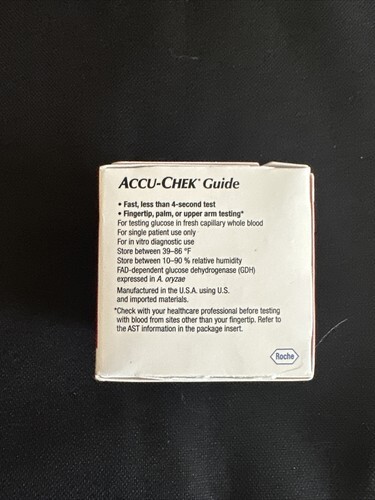 ACCU-CHEK® Guide
• Fast, less than 4-second test
• Fingertip, palm, or upper arm testing*
For testing glucose in fresh capillary whole blood
For single patient use only
For in vitro diagnostic use
Store between 39–86 °F
Store between 10–90 % relative humidity
FAD-dependent glucose dehydrogenase (GDH)
expressed in A. oryzae
Manufactured in the U.S.A. using U.S.
and imported materials.
*Check with your healthcare professional before testing
with blood from sites other than your fingertip. Refer to
the AST information in the package insert.
Roche